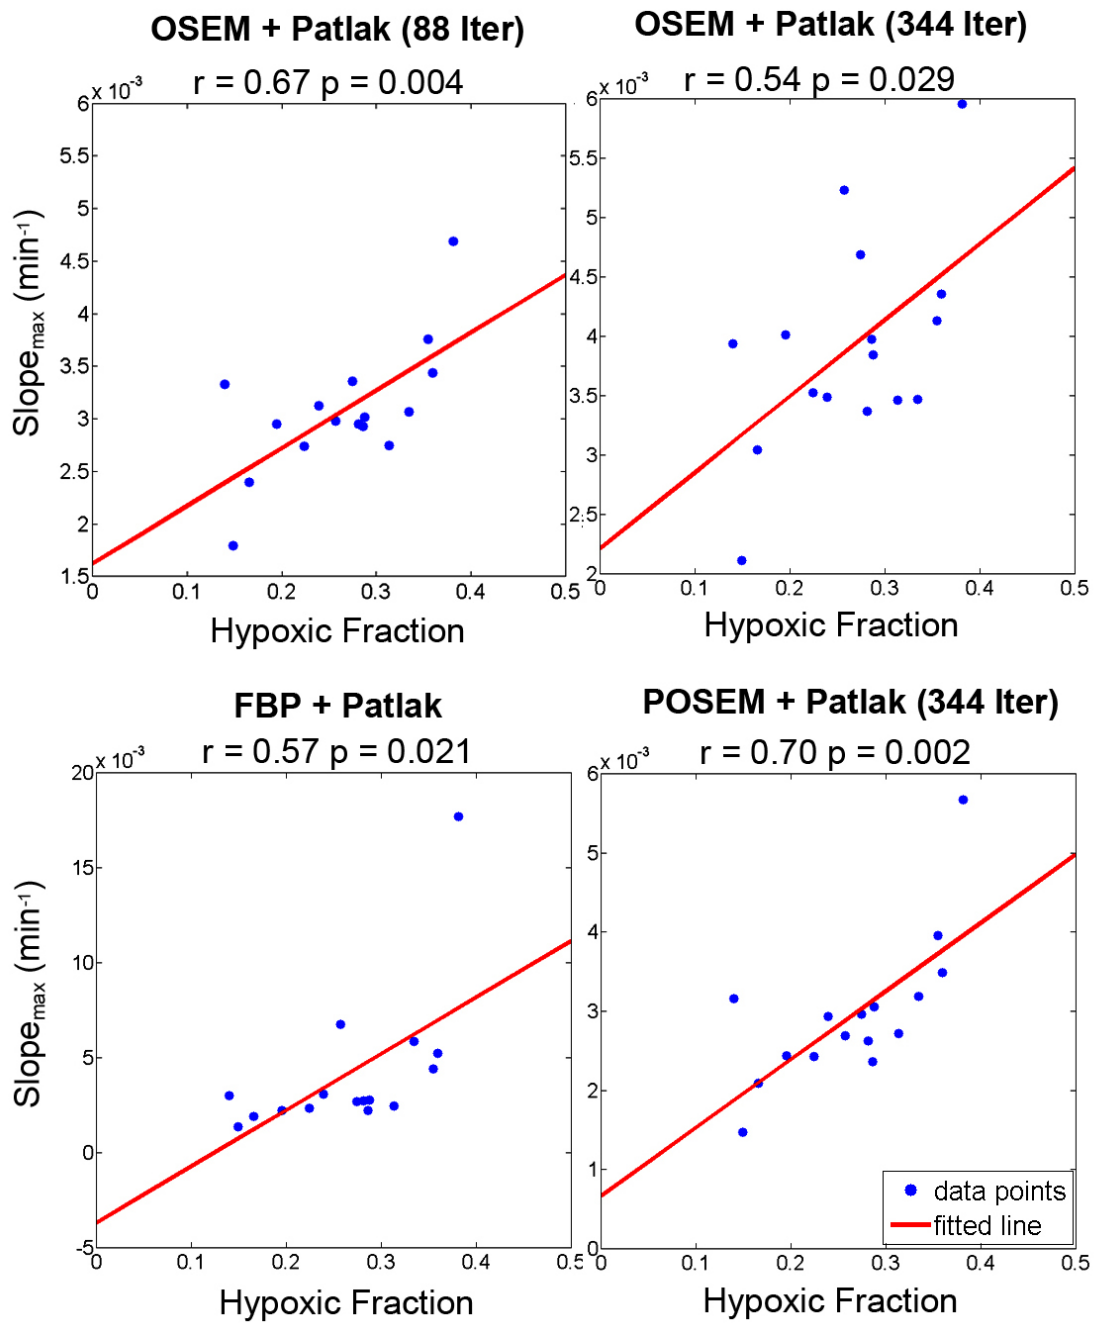 OSEM + Patlak (88 Iter)
r = 0.67 p = 0.004
x 10⁻³
6
5.5
5
4.5
4
3.5
3
2.5
2
1.5
0 0.1 0.2 0.3 0.4 0.5
Slopemax (min⁻¹)
Hypoxic Fraction
OSEM + Patlak (344 Iter)
r = 0.54 p = 0.029
x 10⁻³
6
5.5
5
4.5
4
3.5
3
2.5
2
0 0.1 0.2 0.3 0.4 0.5
Hypoxic Fraction
FBP + Patlak
r = 0.57 p = 0.021
x 10⁻³
20
15
10
5
0
-5
0 0.1 0.2 0.3 0.4 0.5
Slopemax (min⁻¹)
Hypoxic Fraction
POSEM + Patlak (344 Iter)
r = 0.70 p = 0.002
x 10⁻³
6
5
4
3
2
1
0
0 0.1 0.2 0.3 0.4 0.5
data points
fitted line
Hypoxic Fraction